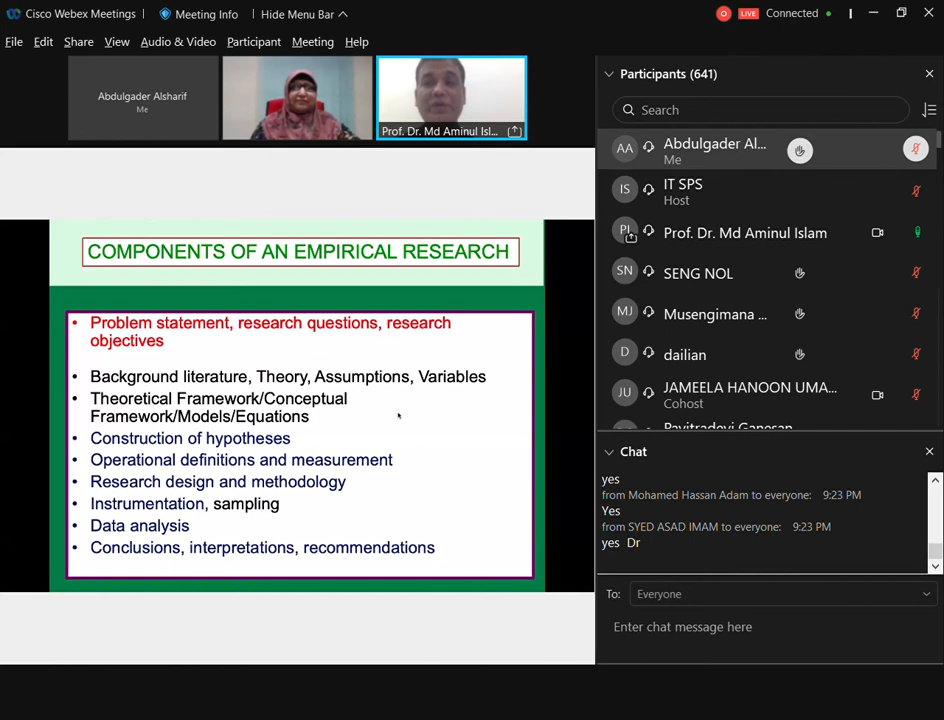 Cisco Webex Meetings
Meeting Info
Hide Menu Bar
LIVE
Connected
File Edit Share View Audio & Video Participant Meeting Help
Abdulgader Alsharif
Me
Prof. Dr. Md Aminul Isl...
COMPONENTS OF AN EMPIRICAL RESEARCH
• Problem statement, research questions, research
objectives
• Background literature, Theory, Assumptions, Variables
• Theoretical Framework/Conceptual
Framework/Models/Equations
• Construction of hypotheses
• Operational definitions and measurement
• Research design and methodology
• Instrumentation, sampling
• Data analysis
• Conclusions, interpretations, recommendations
Participants (641)
Search
AA Abdulgader Al...
Me
IS IT SPS
Host
PI Prof. Dr. Md Aminul Islam
SN SENG NOL
MJ Musengimana ...
D dailian
JU JAMEELA HANOON UMA...
Cohost
Pavitradevi Ganesan
Chat
yes
from Mohamed Hassan Adam to everyone: 9:23 PM
Yes
from SYED ASAD IMAM to everyone: 9:23 PM
yes Dr
To: Everyone
Enter chat message here